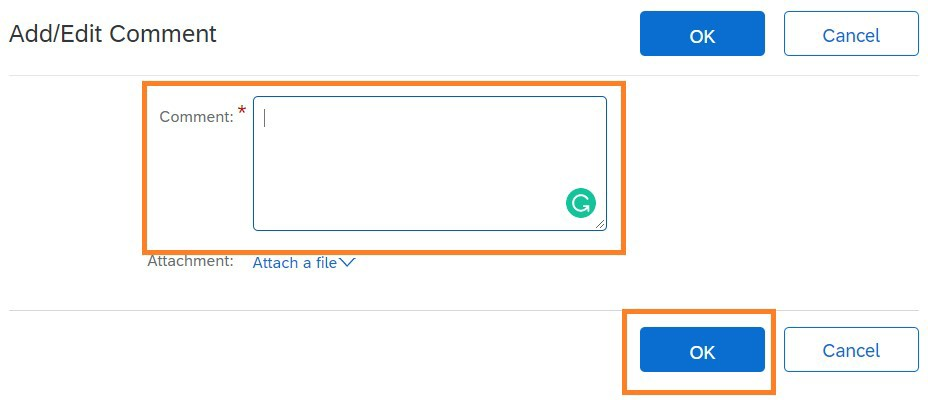 Add/Edit Comment OK Cancel
Comment: *
Attachment: Attach a file
OK Cancel